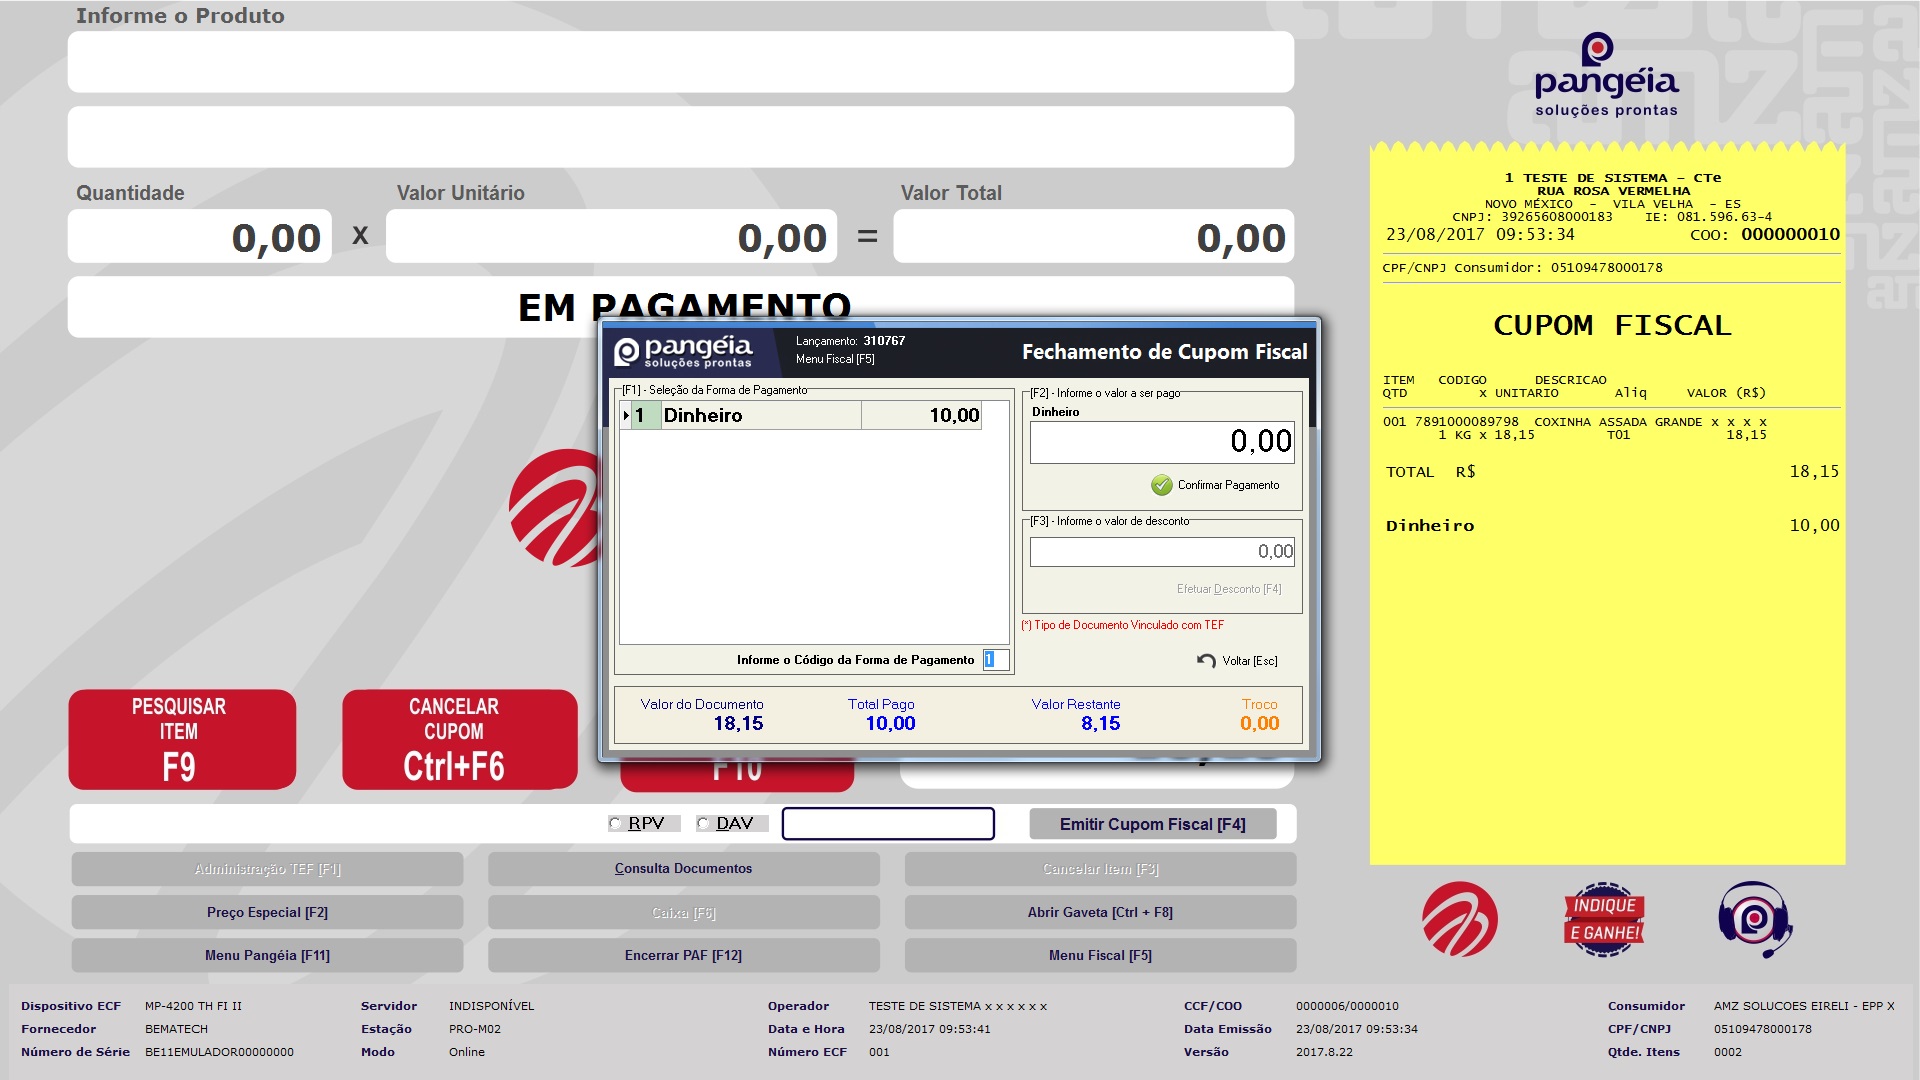 Informe o Produto
Quantidade
Valor Unitário
Valor Total
0,00
x
0,00
=
0,00
EM PAGAMENTO
pangéia
soluções prontas
Lançamento: 310767
Menu Fiscal [F5]
Fechamento de Cupom Fiscal
[F1] - Seleção da Forma de Pagamento
1 Dinheiro 10,00
Informe o Código da Forma de Pagamento 1
[F2] - Informe o valor a ser pago
Dinheiro
0,00
Confirmar Pagamento
[F3] - Informe o valor de desconto
0,00
Efetuar Desconto [F4]
(*) Tipo de Documento Vinculado com TEF
Voltar [Esc]
Valor do Documento
18,15
Total Pago
10,00
Valor Restante
8,15
Troco
0,00
PESQUISAR
ITEM
F9
CANCELAR
CUPOM
Ctrl+F6
F10
RPV
DAV
Emitir Cupom Fiscal [F4]
Administração TEF [F1]
Consulta Documentos
Cancelar Item [F3]
Preço Especial [F2]
Caixa [F6]
Abrir Gaveta [Ctrl + F8]
Menu Pangéia [F11]
Encerrar PAF [F12]
Menu Fiscal [F5]
pangéia
soluções prontas
1 TESTE DE SISTEMA - CTe
RUA ROSA VERMELHA
NOVO MÉXICO - VILA VELHA - ES
CNPJ: 39265608000183 IE: 081.596.63-4
23/08/2017 09:53:34 COO: 000000010
CPF/CNPJ Consumidor: 05109478000178
CUPOM FISCAL
ITEM CODIGO DESCRICAO
QTD x UNITARIO Aliq VALOR (R$)
001 7891000089798 COXINHA ASSADA GRANDE x x x x
1 KG x 18,15 T01 18,15
TOTAL R$ 18,15
Dinheiro 10,00
INDIQUE
E GANHE!
Dispositivo ECF MP-4200 TH FI II
Fornecedor BEMATECH
Número de Série BE11EMULADOR00000000
Servidor INDISPONÍVEL
Estação PRO-M02
Modo Online
Operador TESTE DE SISTEMA x x x x x x
Data e Hora 23/08/2017 09:53:41
Número ECF 001
CCF/COO 0000006/0000010
Data Emissão 23/08/2017 09:53:34
Versão 2017.8.22
Consumidor AMZ SOLUCOES EIRELI - EPP X
CPF/CNPJ 05109478000178
Qtde. Itens 0002